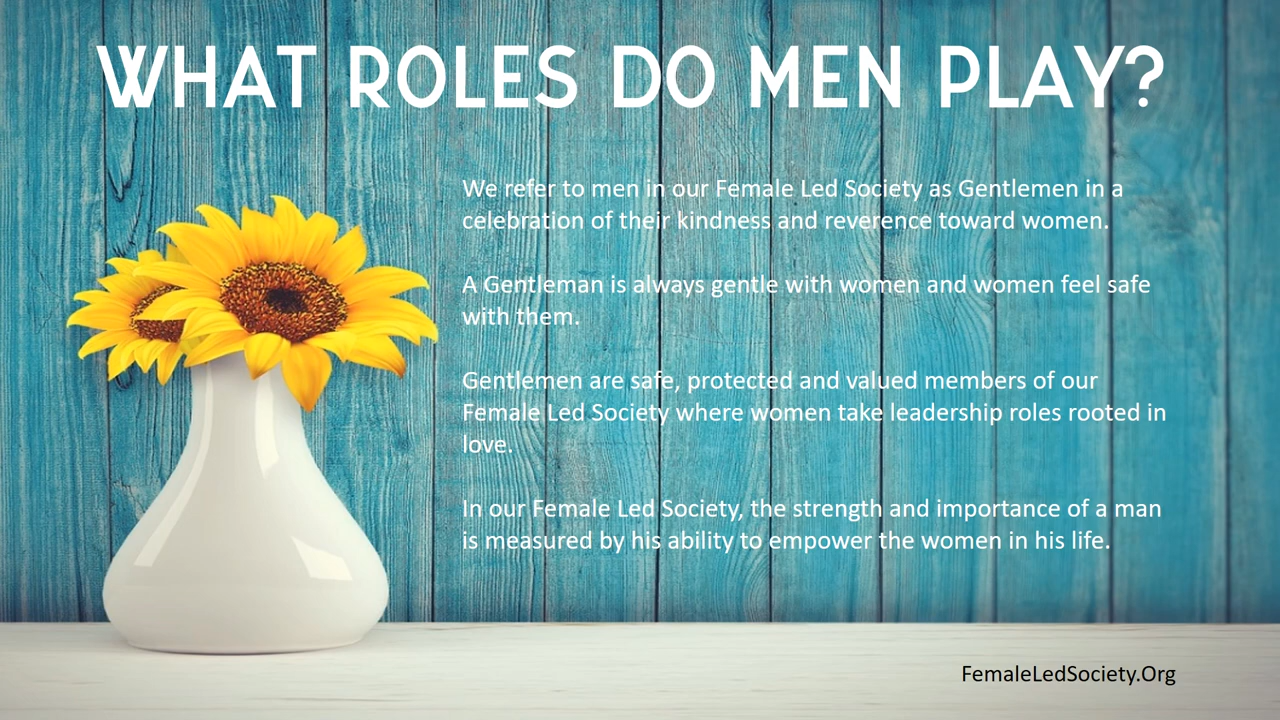 WHAT ROLES DO MEN PLAY?
We refer to men in our Female Led Society as Gentlemen in a
celebration of their kindness and reverence toward women.
A Gentleman is always gentle with women and women feel safe
with them.
Gentlemen are safe, protected and valued members of our
Female Led Society where women take leadership roles rooted in
love.
In our Female Led Society, the strength and importance of a man
is measured by his ability to empower the women in his life.
FemaleLedSociety.Org